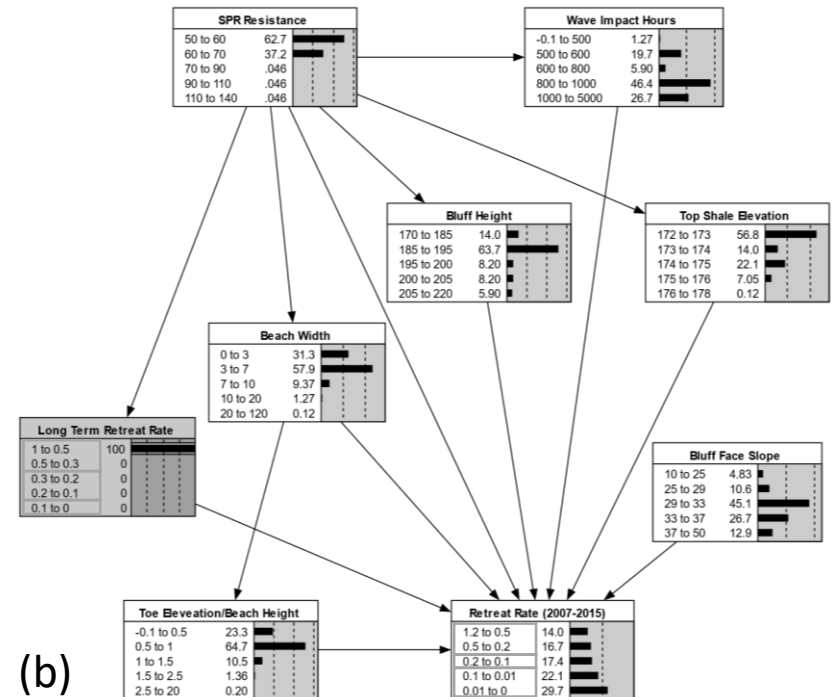 SPR Resistance
50 to 60 62.7
60 to 70 37.2
70 to 90 .046
90 to 110 .046
110 to 140 .046
Wave Impact Hours
-0.1 to 500 1.27
500 to 600 19.7
600 to 800 5.90
800 to 1000 46.4
1000 to 5000 26.7
Bluff Height
170 to 185 14.0
185 to 195 63.7
195 to 200 8.20
200 to 205 8.20
205 to 220 5.90
Top Shale Elevation
172 to 173 56.8
173 to 174 14.0
174 to 175 22.1
175 to 176 7.05
176 to 178 0.12
Beach Width
0 to 3 31.3
3 to 7 57.9
7 to 10 9.37
10 to 20 1.27
20 to 120 0.12
Long Term Retreat Rate
1 to 0.5 100
0.5 to 0.3 0
0.3 to 0.2 0
0.2 to 0.1 0
0.1 to 0 0
Bluff Face Slope
10 to 25 4.83
25 to 29 10.6
29 to 33 45.1
33 to 37 26.7
37 to 50 12.9
Toe Eleveation/Beach Height
-0.1 to 0.5 23.3
0.5 to 1 64.7
1 to 1.5 10.5
1.5 to 2.5 1.36
2.5 to 20 0.20
Retreat Rate (2007-2015)
1.2 to 0.5 14.0
0.5 to 0.2 16.7
0.2 to 0.1 17.4
0.1 to 0.01 22.1
0.01 to 0 29.7
(b)